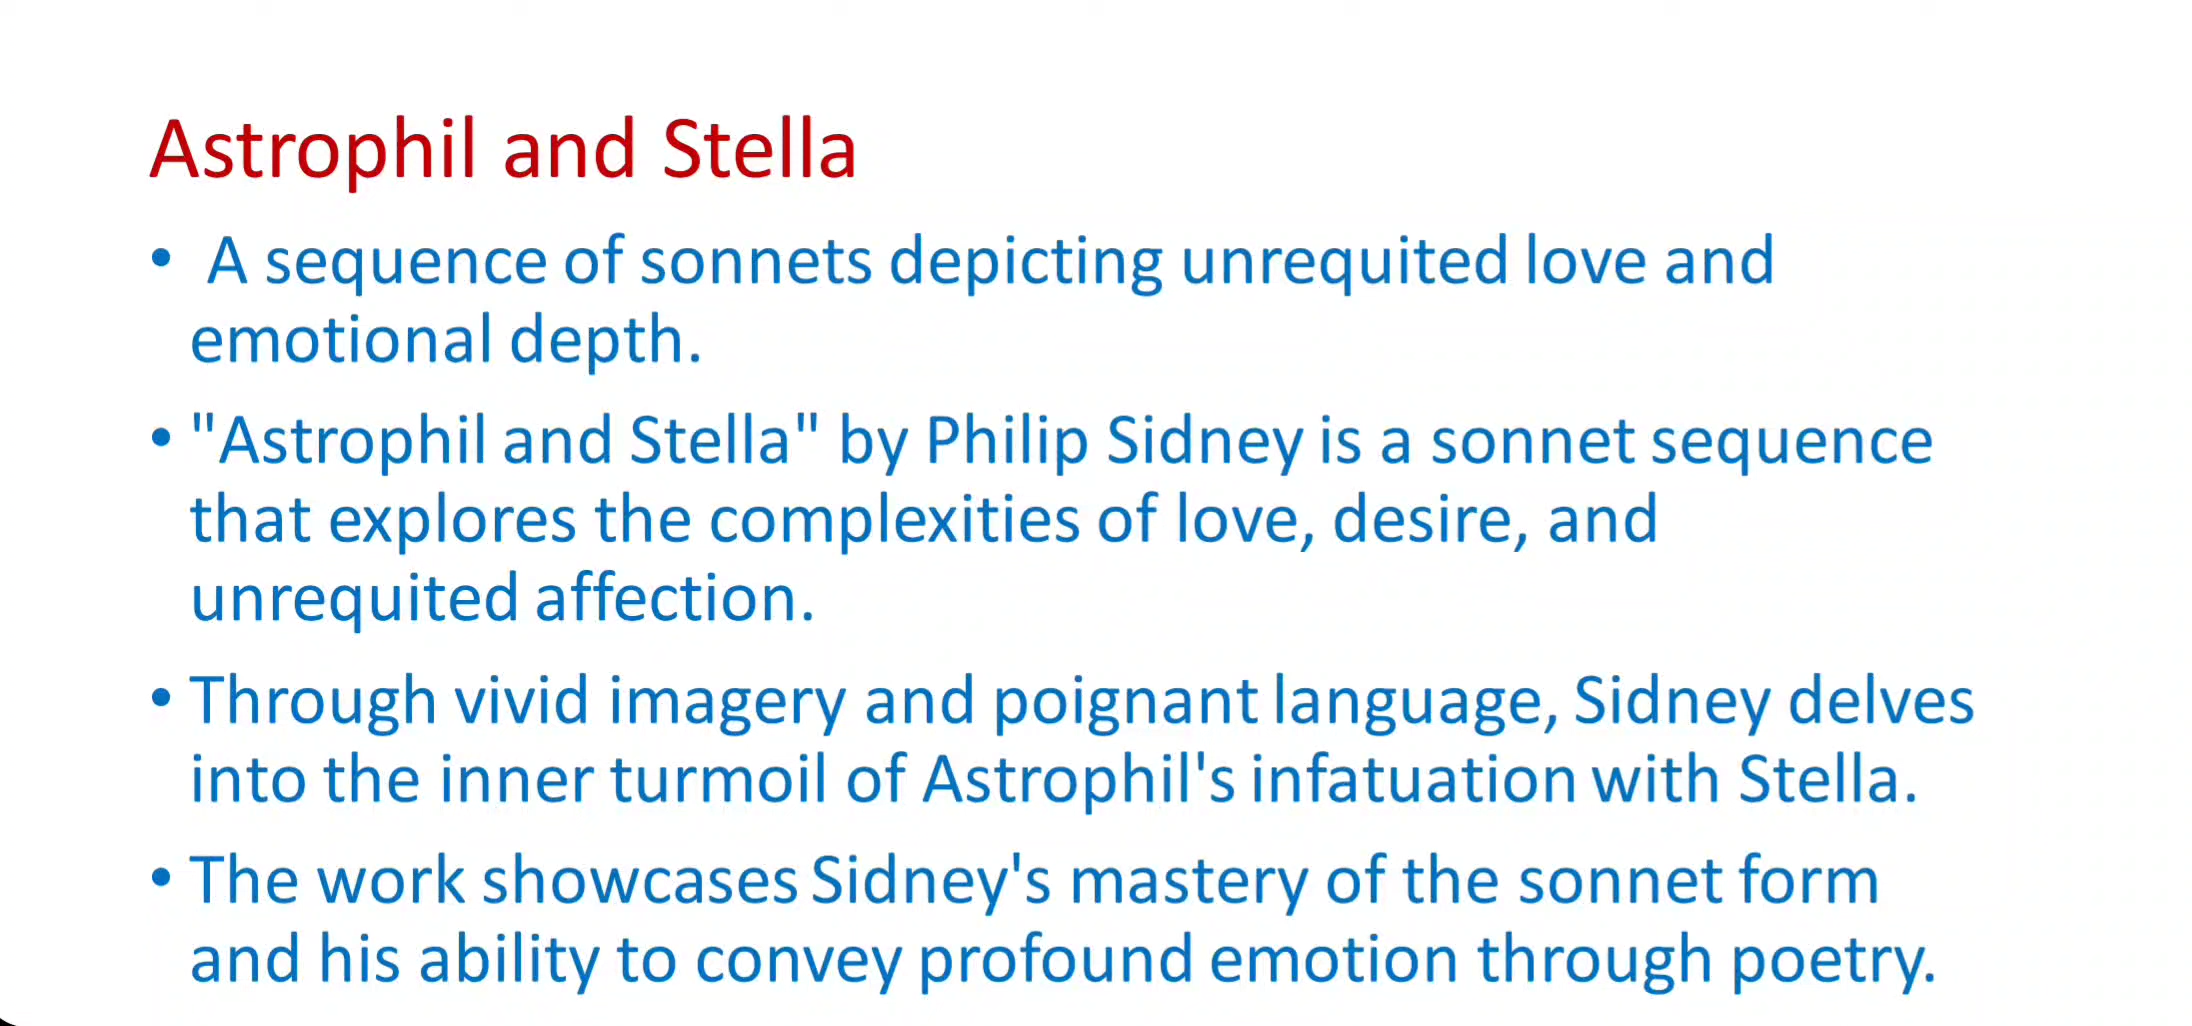 Astrophil and Stella
• A sequence of sonnets depicting unrequited love and
emotional depth.
• "Astrophil and Stella" by Philip Sidney is a sonnet sequence
that explores the complexities of love, desire, and
unrequited affection.
• Through vivid imagery and poignant language, Sidney delves
into the inner turmoil of Astrophil's infatuation with Stella.
• The work showcases Sidney's mastery of the sonnet form
and his ability to convey profound emotion through poetry.